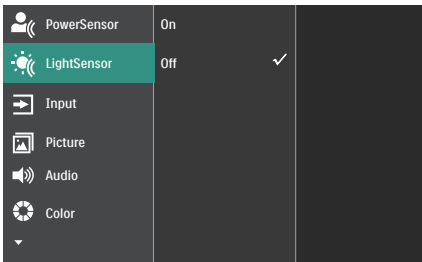 PowerSensor
On
LightSensor
Off
Input
Picture
Audio
Color